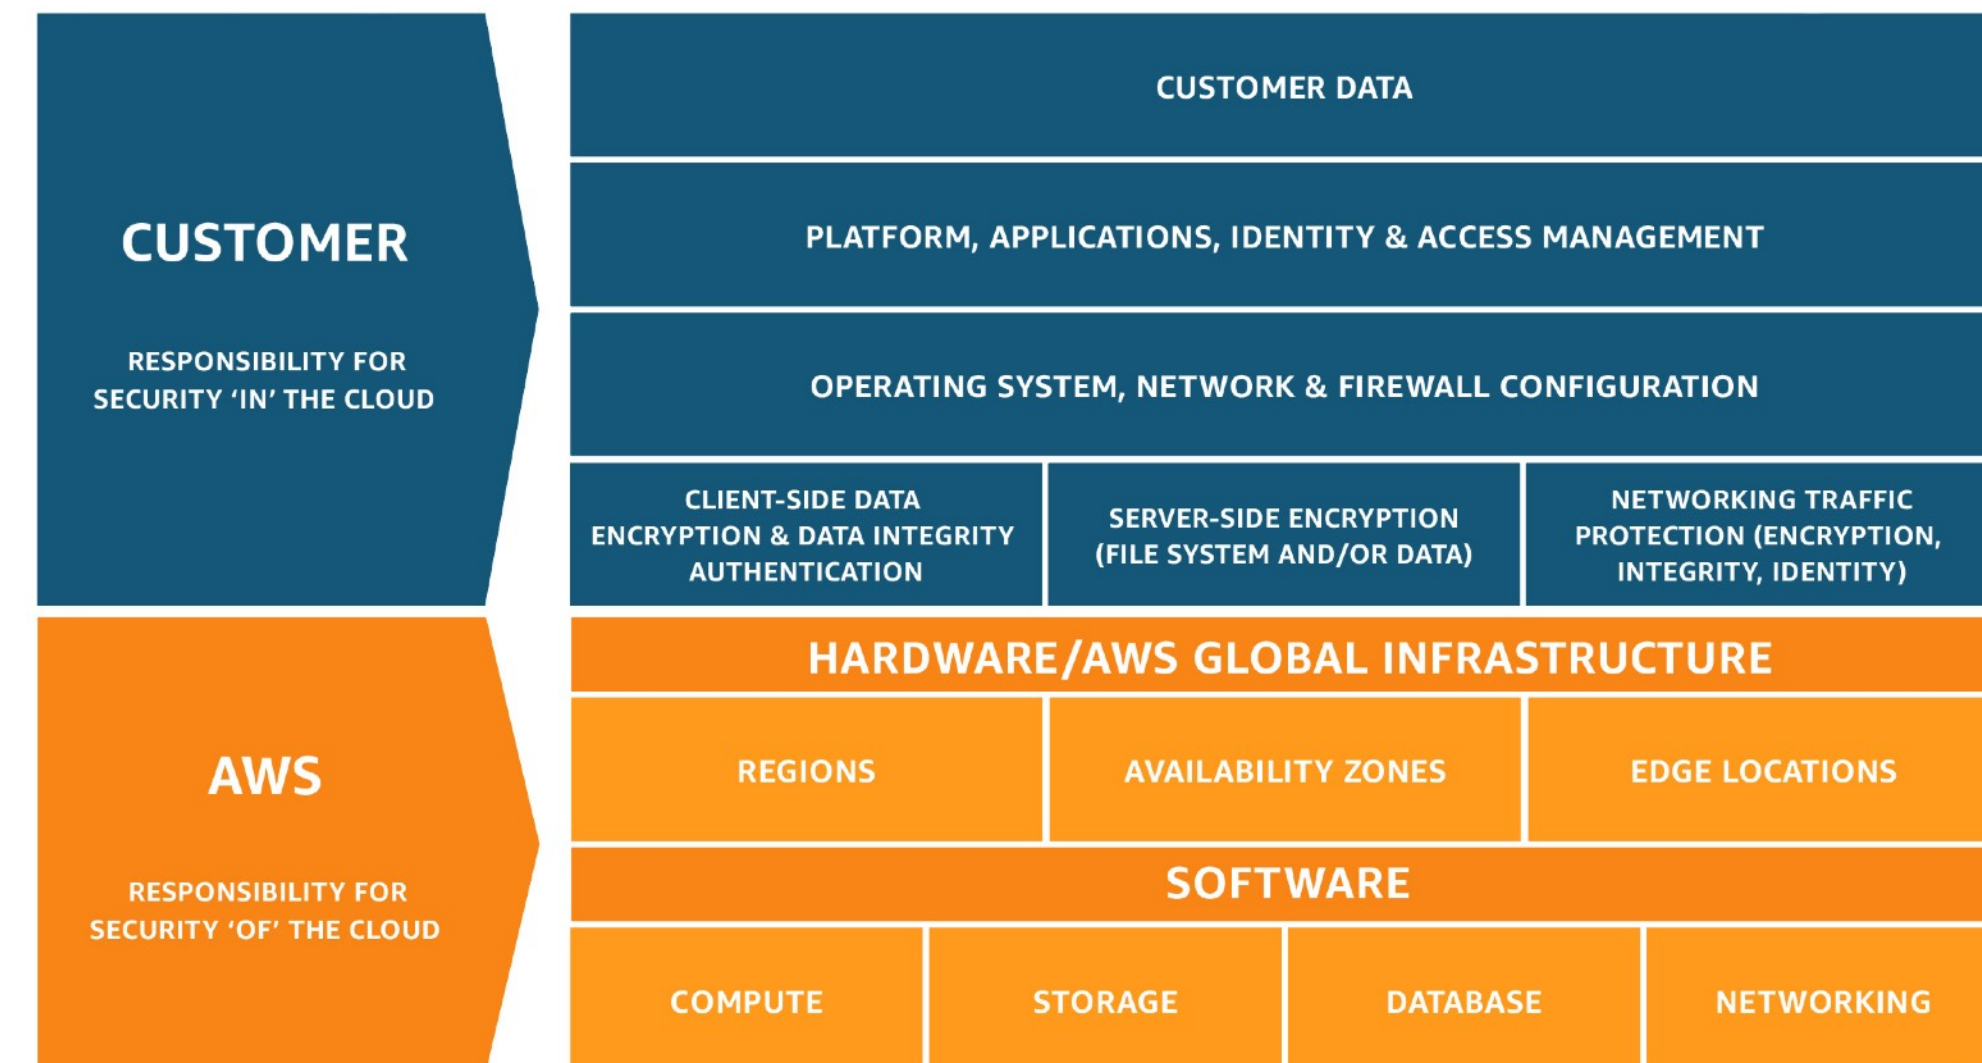 CUSTOMER
RESPONSIBILITY FOR
SECURITY ‘IN’ THE CLOUD
CUSTOMER DATA
PLATFORM, APPLICATIONS, IDENTITY & ACCESS MANAGEMENT
OPERATING SYSTEM, NETWORK & FIREWALL CONFIGURATION
CLIENT-SIDE DATA
ENCRYPTION & DATA INTEGRITY
AUTHENTICATION
SERVER-SIDE ENCRYPTION
(FILE SYSTEM AND/OR DATA)
NETWORKING TRAFFIC
PROTECTION (ENCRYPTION,
INTEGRITY, IDENTITY)
AWS
RESPONSIBILITY FOR
SECURITY ‘OF’ THE CLOUD
HARDWARE/AWS GLOBAL INFRASTRUCTURE
REGIONS
AVAILABILITY ZONES
EDGE LOCATIONS
SOFTWARE
COMPUTE
STORAGE
DATABASE
NETWORKING